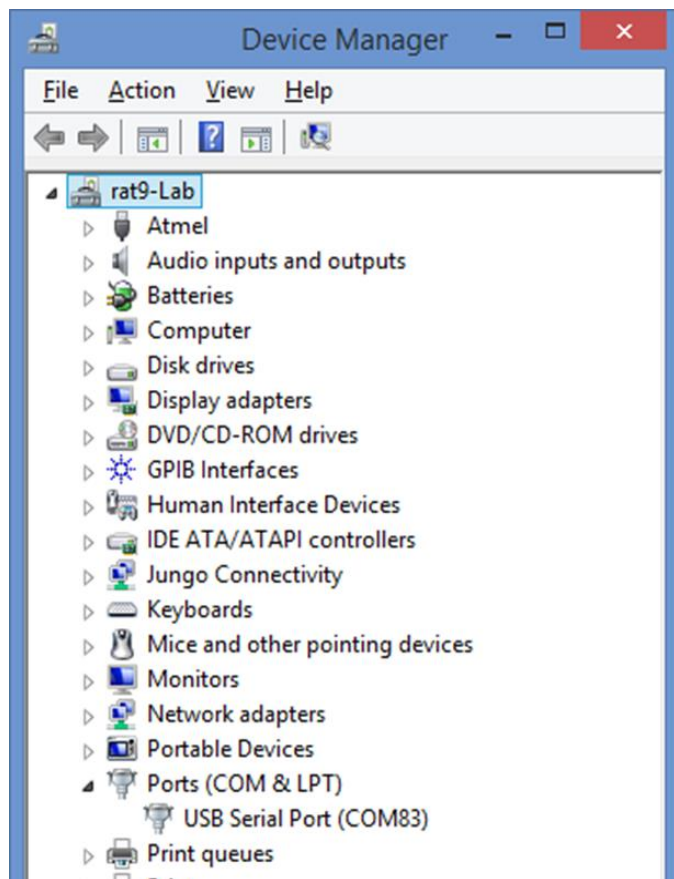 Device Manager
File Action View Help
rat9-Lab
Atmel
Audio inputs and outputs
Batteries
Computer
Disk drives
Display adapters
DVD/CD-ROM drives
GPIB Interfaces
Human Interface Devices
IDE ATA/ATAPI controllers
Jungo Connectivity
Keyboards
Mice and other pointing devices
Monitors
Network adapters
Portable Devices
Ports (COM & LPT)
USB Serial Port (COM83)
Print queues